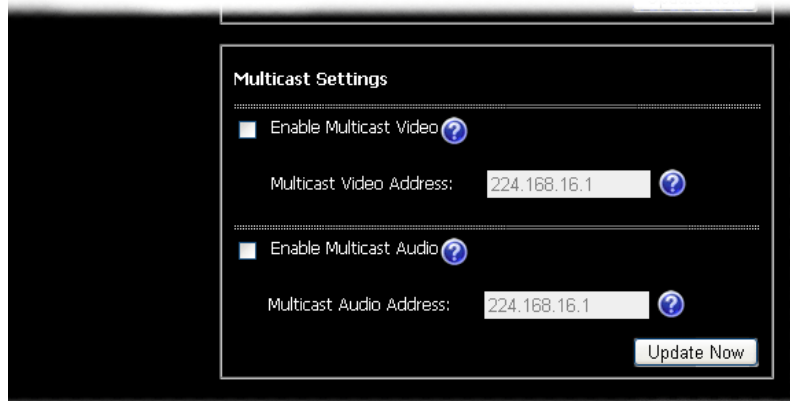 Multicast Settings
Enable Multicast Video ?
Multicast Video Address: 224.168.16.1 ?
Enable Multicast Audio ?
Multicast Audio Address: 224.168.16.1 ?
Update Now